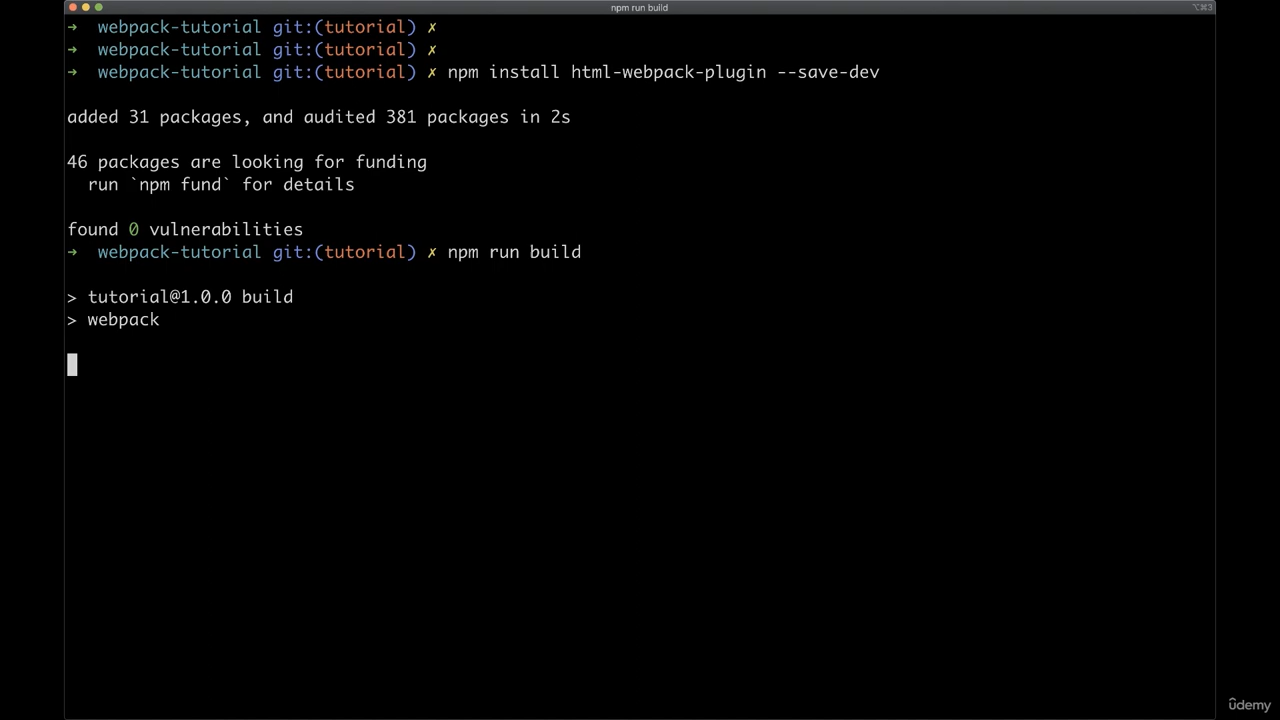 npm run build
⌥⌘3
➜ webpack-tutorial git:(tutorial) ✗
➜ webpack-tutorial git:(tutorial) ✗
➜ webpack-tutorial git:(tutorial) ✗ npm install html-webpack-plugin --save-dev
added 31 packages, and audited 381 packages in 2s
46 packages are looking for funding
run `npm fund` for details
found 0 vulnerabilities
➜ webpack-tutorial git:(tutorial) ✗ npm run build
> tutorial@1.0.0 build
> webpack
ûdemy